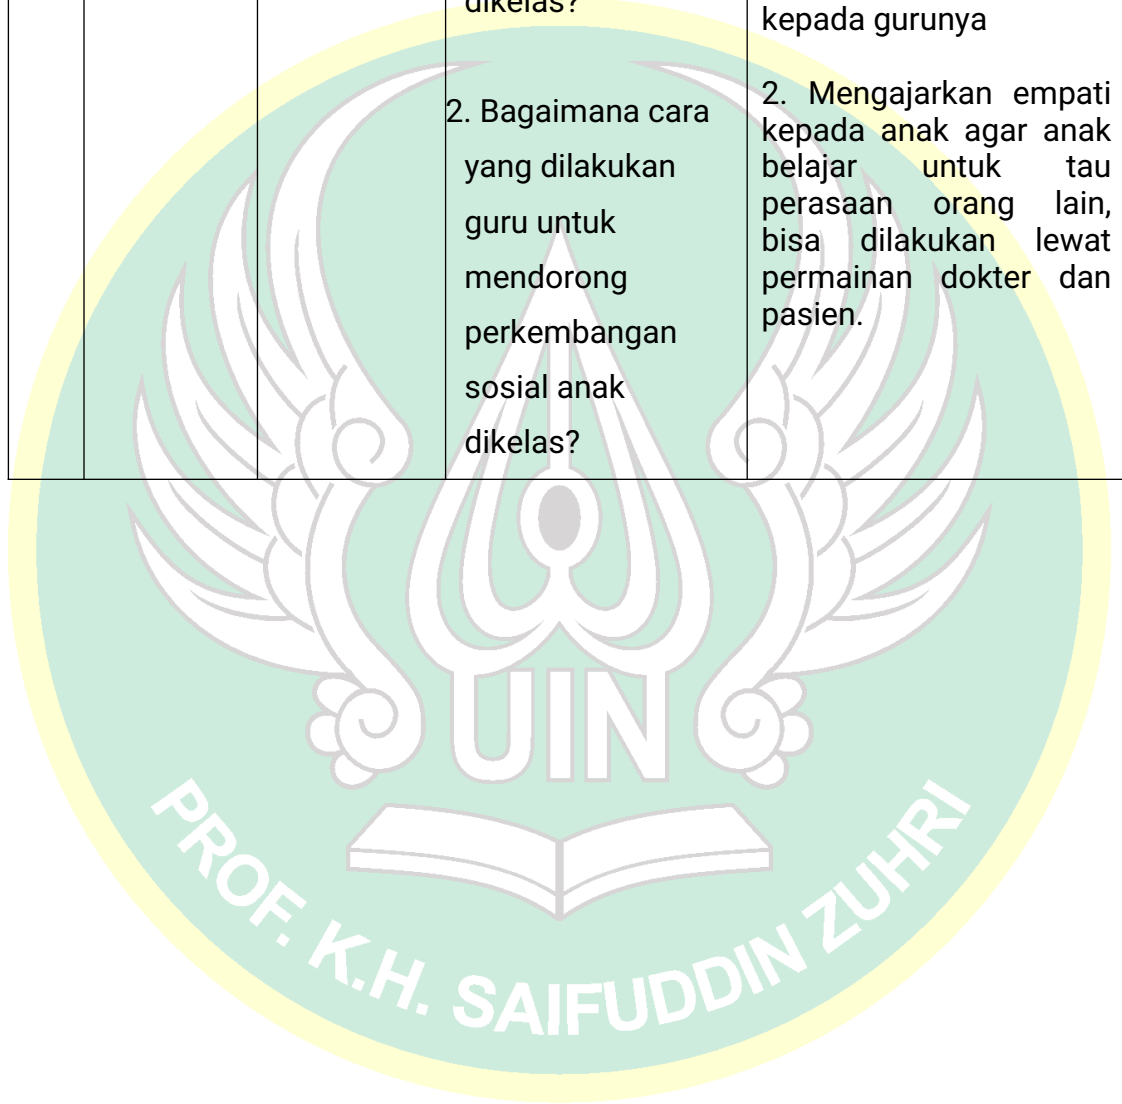 dikelas?
2. Bagaimana cara
yang dilakukan
guru untuk
mendorong
perkembangan
sosial anak
dikelas?
kepada gurunya
2. Mengajarkan empati
kepada anak agar anak
belajar untuk tau
perasaan orang lain,
bisa dilakukan lewat
permainan dokter dan
pasien.
UIN
PROF. K.H. SAIFUDDIN ZUHRI